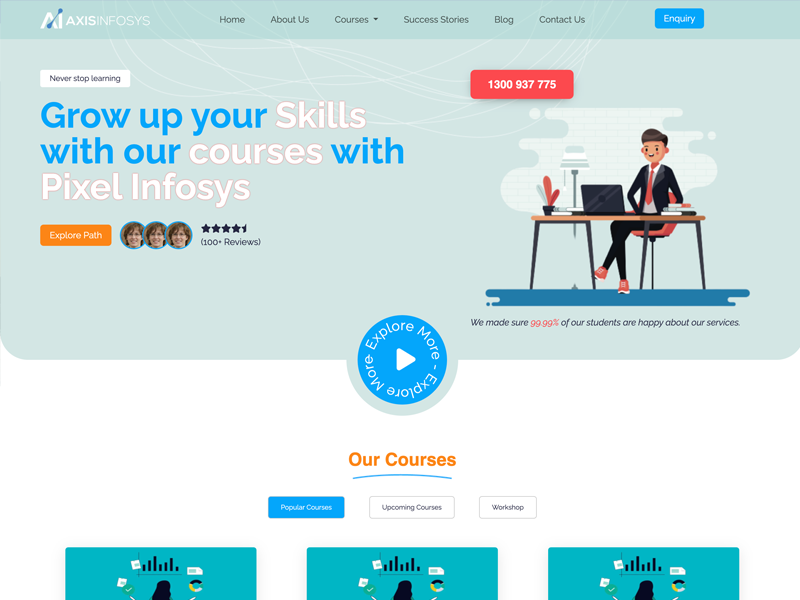 AXISINFOSYS
Home
About Us
Courses
Success Stories
Blog
Contact Us
Enquiry
Never stop learning
1300 937 775
Grow up your Skills
with our courses with
Pixel Infosys
Explore Path
(100+ Reviews)
We made sure 99.99% of our students are happy about our services.
Explore More - Explore More-
Our Courses
Popular Courses
Upcoming Courses
Workshop